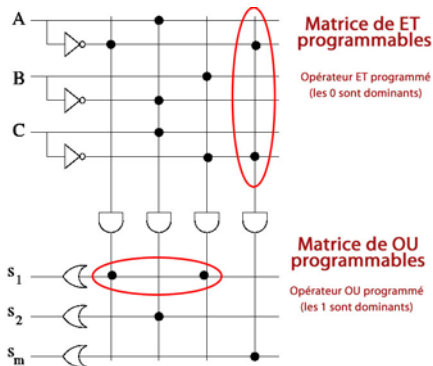 A
Matrice de ET
programmables
B
Opérateur ET programmé
(les 0 sont dominants)
C
Matrice de OU
programmables
s1
Opérateur OU programmé
(les 1 sont dominants)
s2
sm